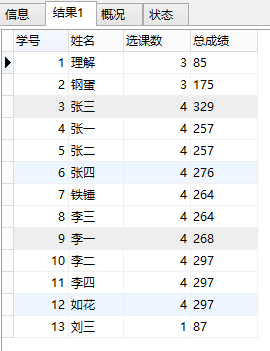 信息 结果1 概况 状态
学号 姓名 选课数 总成绩
1 理解 3 85
2 钢蛋 3 175
3 张三 4 329
4 张一 4 257
5 张二 4 257
6 张四 4 276
7 铁锤 4 264
8 李三 4 264
9 李一 4 268
10 李二 4 297
11 李四 4 297
12 如花 4 297
13 刘三 1 87